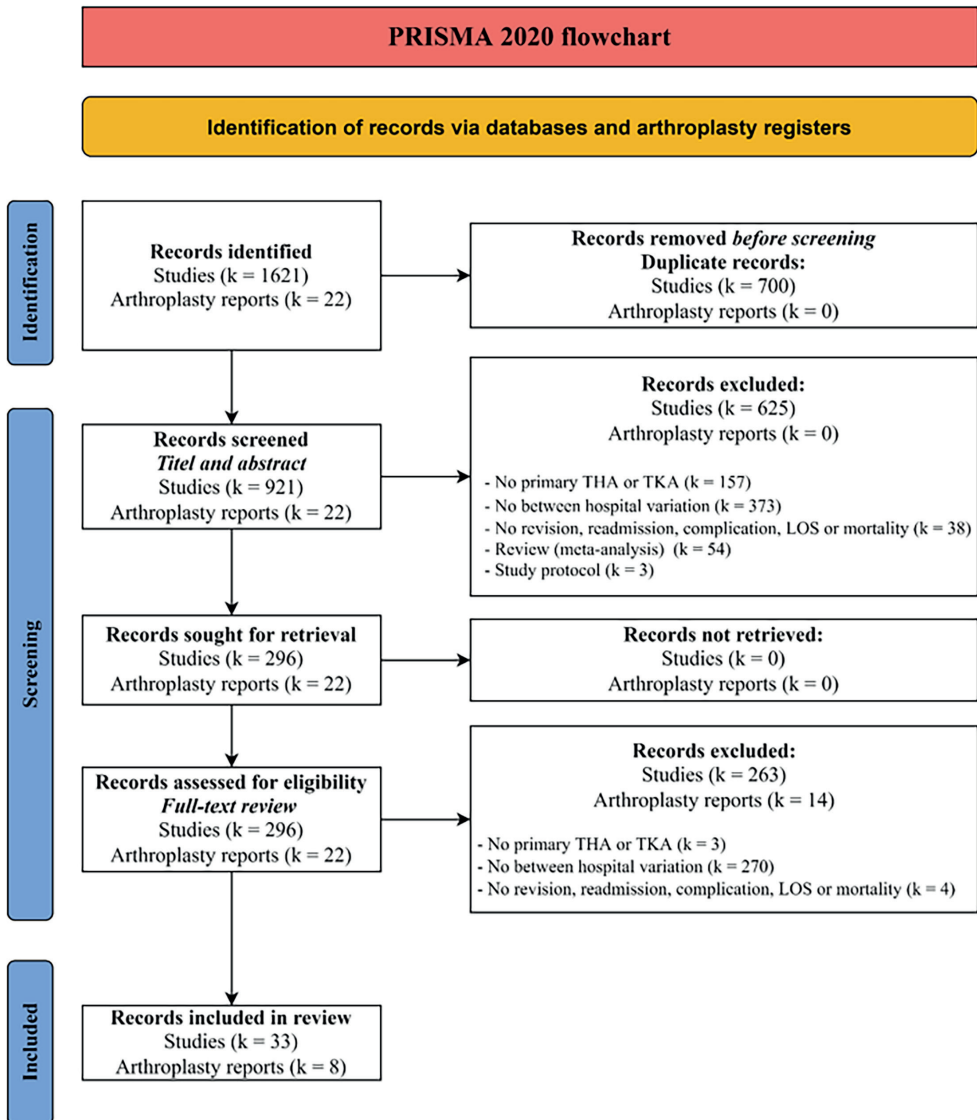 PRISMA 2020 flowchart
Identification of records via databases and arthroplasty registers
Identification
Records identified
Studies (k = 1621)
Arthroplasty reports (k = 22)
Records removed before screening
Duplicate records:
Studies (k = 700)
Arthroplasty reports (k = 0)
Screening
Records screened
Titel and abstract
Studies (k = 921)
Arthroplasty reports (k = 22)
Records excluded:
Studies (k = 625)
Arthroplasty reports (k = 0)
- No primary THA or TKA (k = 157)
- No between hospital variation (k = 373)
- No revision, readmission, complication, LOS or mortality (k = 38)
- Review (meta-analysis) (k = 54)
- Study protocol (k = 3)
Records sought for retrieval
Studies (k = 296)
Arthroplasty reports (k = 22)
Records not retrieved:
Studies (k = 0)
Arthroplasty reports (k = 0)
Records assessed for eligibility
Full-text review
Studies (k = 296)
Arthroplasty reports (k = 22)
Records excluded:
Studies (k = 263)
Arthroplasty reports (k = 14)
- No primary THA or TKA (k = 3)
- No between hospital variation (k = 270)
- No revision, readmission, complication, LOS or mortality (k = 4)
Included
Records included in review
Studies (k = 33)
Arthroplasty reports (k = 8)